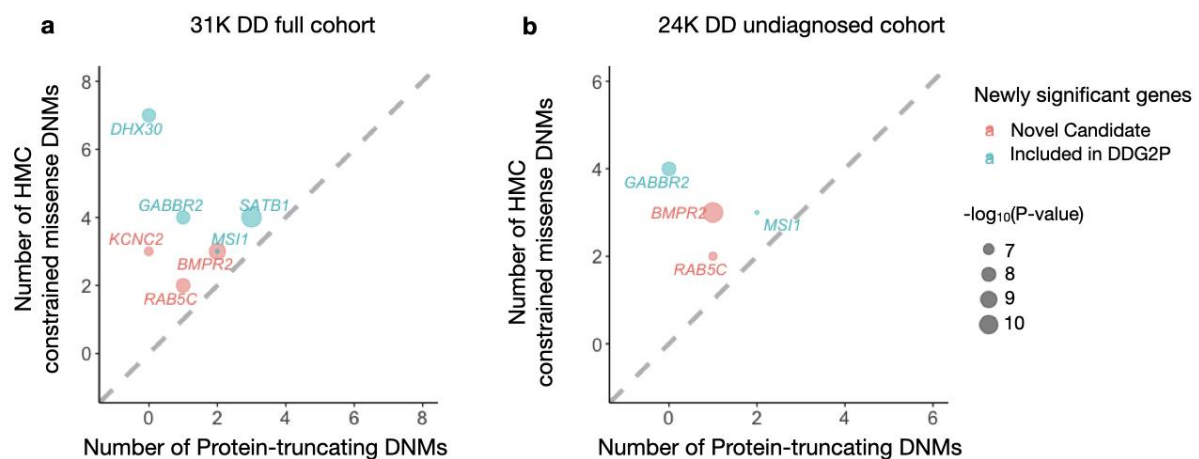 a
31K DD full cohort
Number of HMC
constrained missense DNMs
8
6
4
2
0
DHX30
GABBR2
SATB1
KCNC2
MSI1
BMPR2
RAB5C
0
2
4
6
8
Number of Protein-truncating DNMs
b
24K DD undiagnosed cohort
Number of HMC
constrained missense DNMs
6
4
2
0
GABBR2
BMPR2
MSI1
RAB5C
0
2
4
6
Number of Protein-truncating DNMs
Newly significant genes
a Novel Candidate
a Included in DDG2P
-log₁₀(P-value)
7
8
9
10